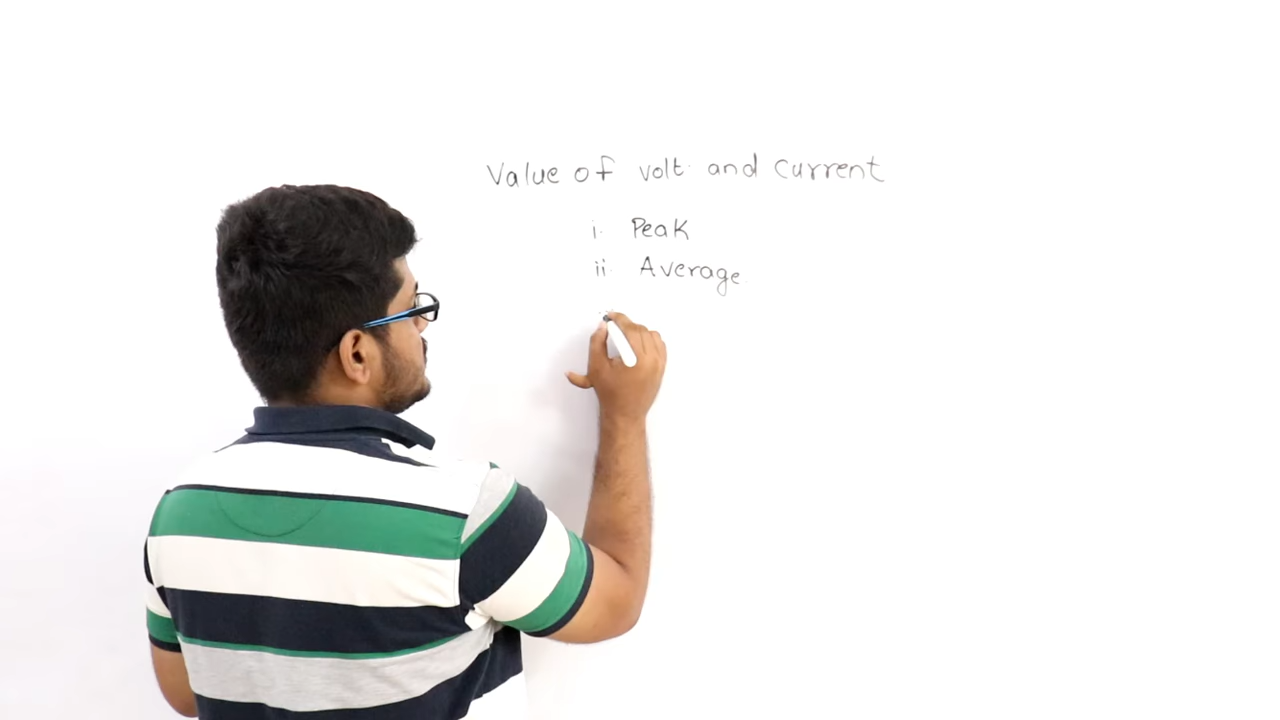 Value of volt. and current
i. Peak
ii. Average.